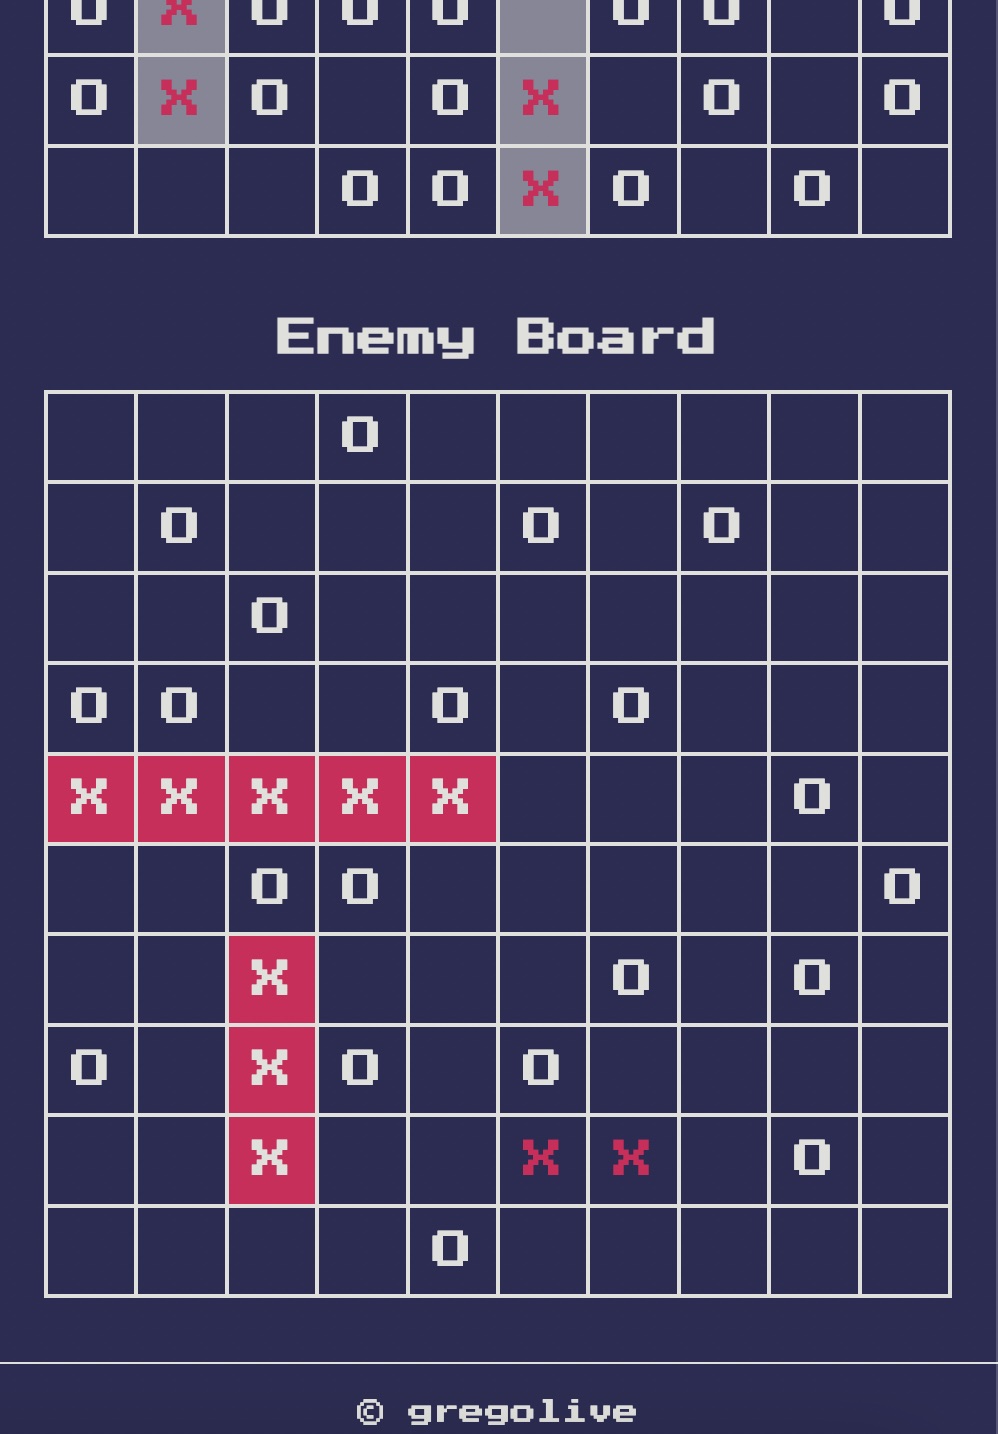 O X O O O O O O
O X O O X O O
O O X O O
Enemy Board
O
O O O
O
O O O O
X X X X X O
O O O
X O O
O X O O
X X X O
O
© gregolive